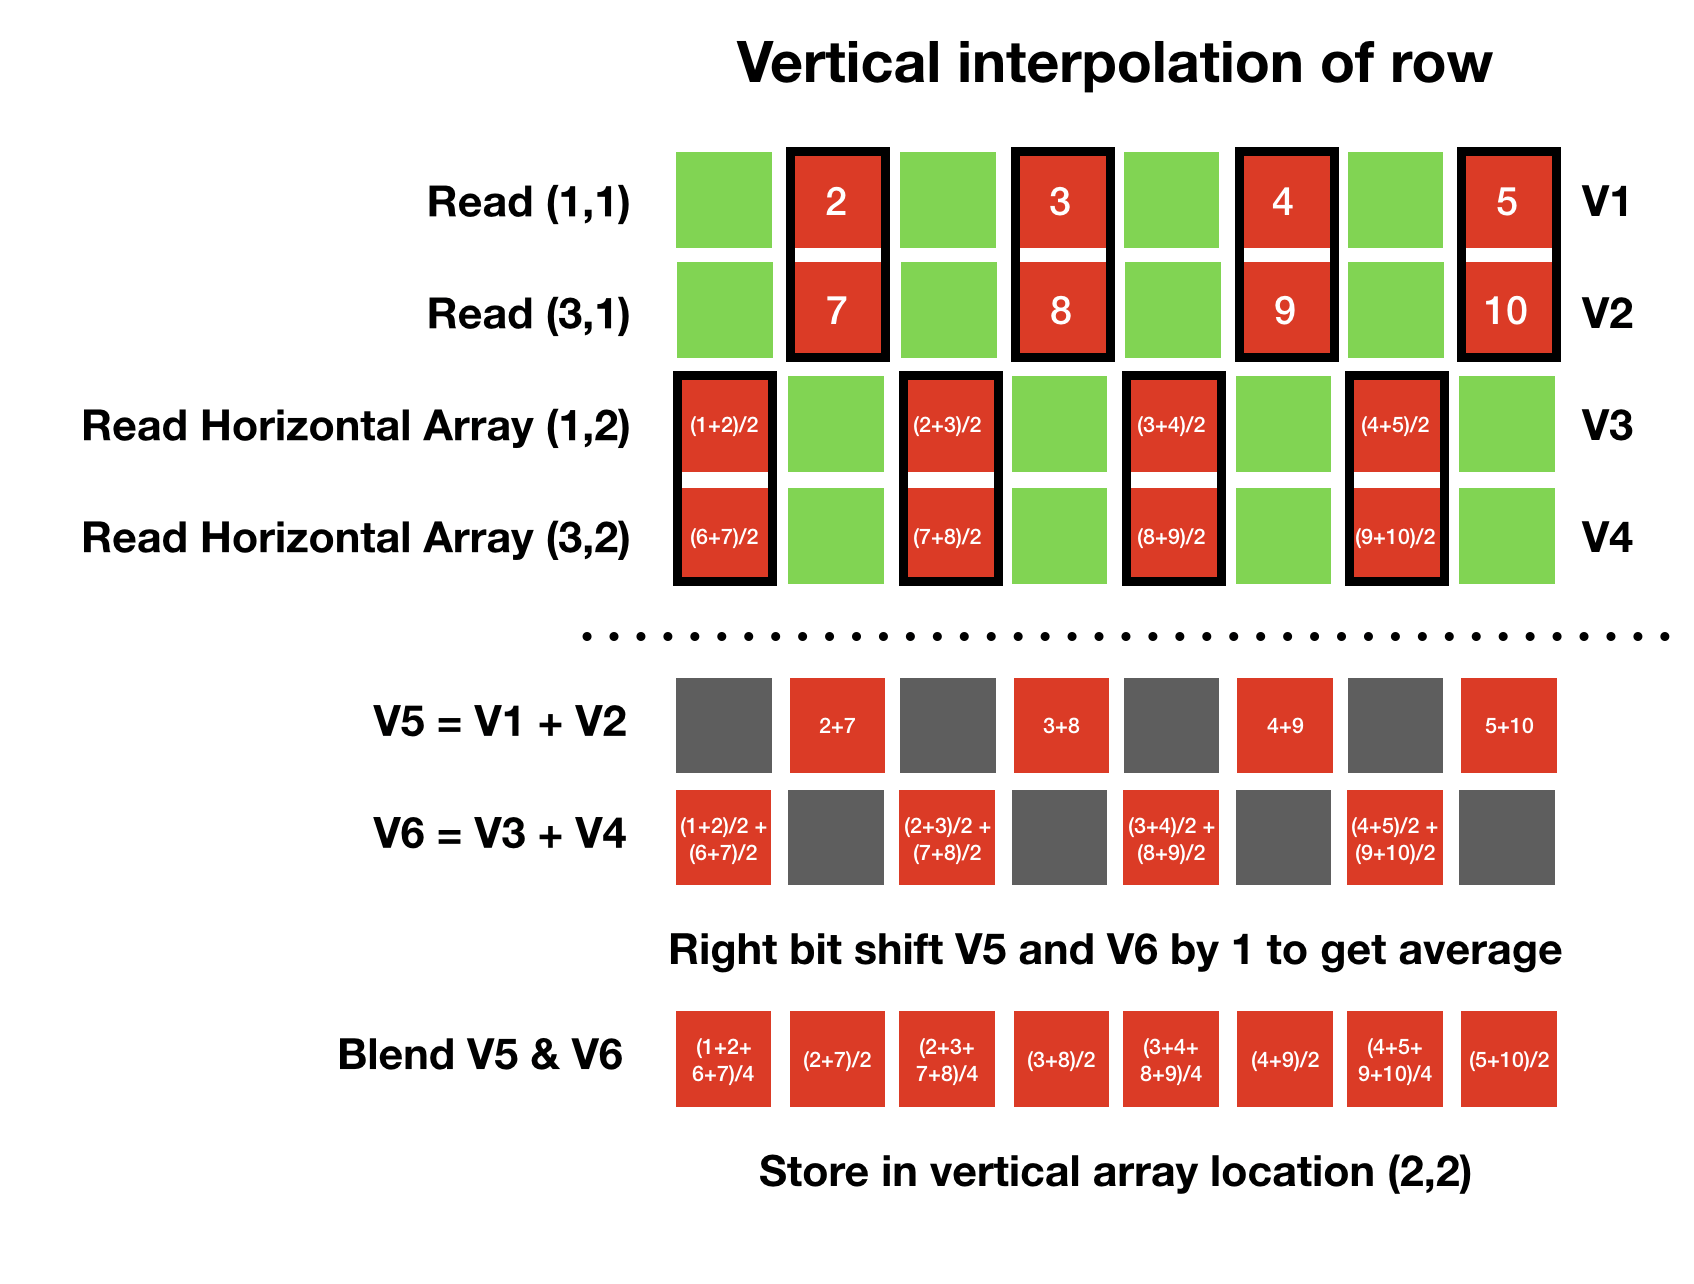 Vertical interpolation of row
Read (1,1) 2 3 4 5 V1
Read (3,1) 7 8 9 10 V2
Read Horizontal Array (1,2) (1+2)/2 (2+3)/2 (3+4)/2 (4+5)/2 V3
Read Horizontal Array (3,2) (6+7)/2 (7+8)/2 (8+9)/2 (9+10)/2 V4
V5 = V1 + V2 2+7 3+8 4+9 5+10
V6 = V3 + V4
(1+2)/2 +
(6+7)/2
(2+3)/2 +
(7+8)/2
(3+4)/2 +
(8+9)/2
(4+5)/2 +
(9+10)/2
Right bit shift V5 and V6 by 1 to get average
Blend V5 & V6
(1+2+
6+7)/4
(2+7)/2
(2+3+
7+8)/4
(3+8)/2
(3+4+
8+9)/4
(4+9)/2
(4+5+
9+10)/4
(5+10)/2
Store in vertical array location (2,2)